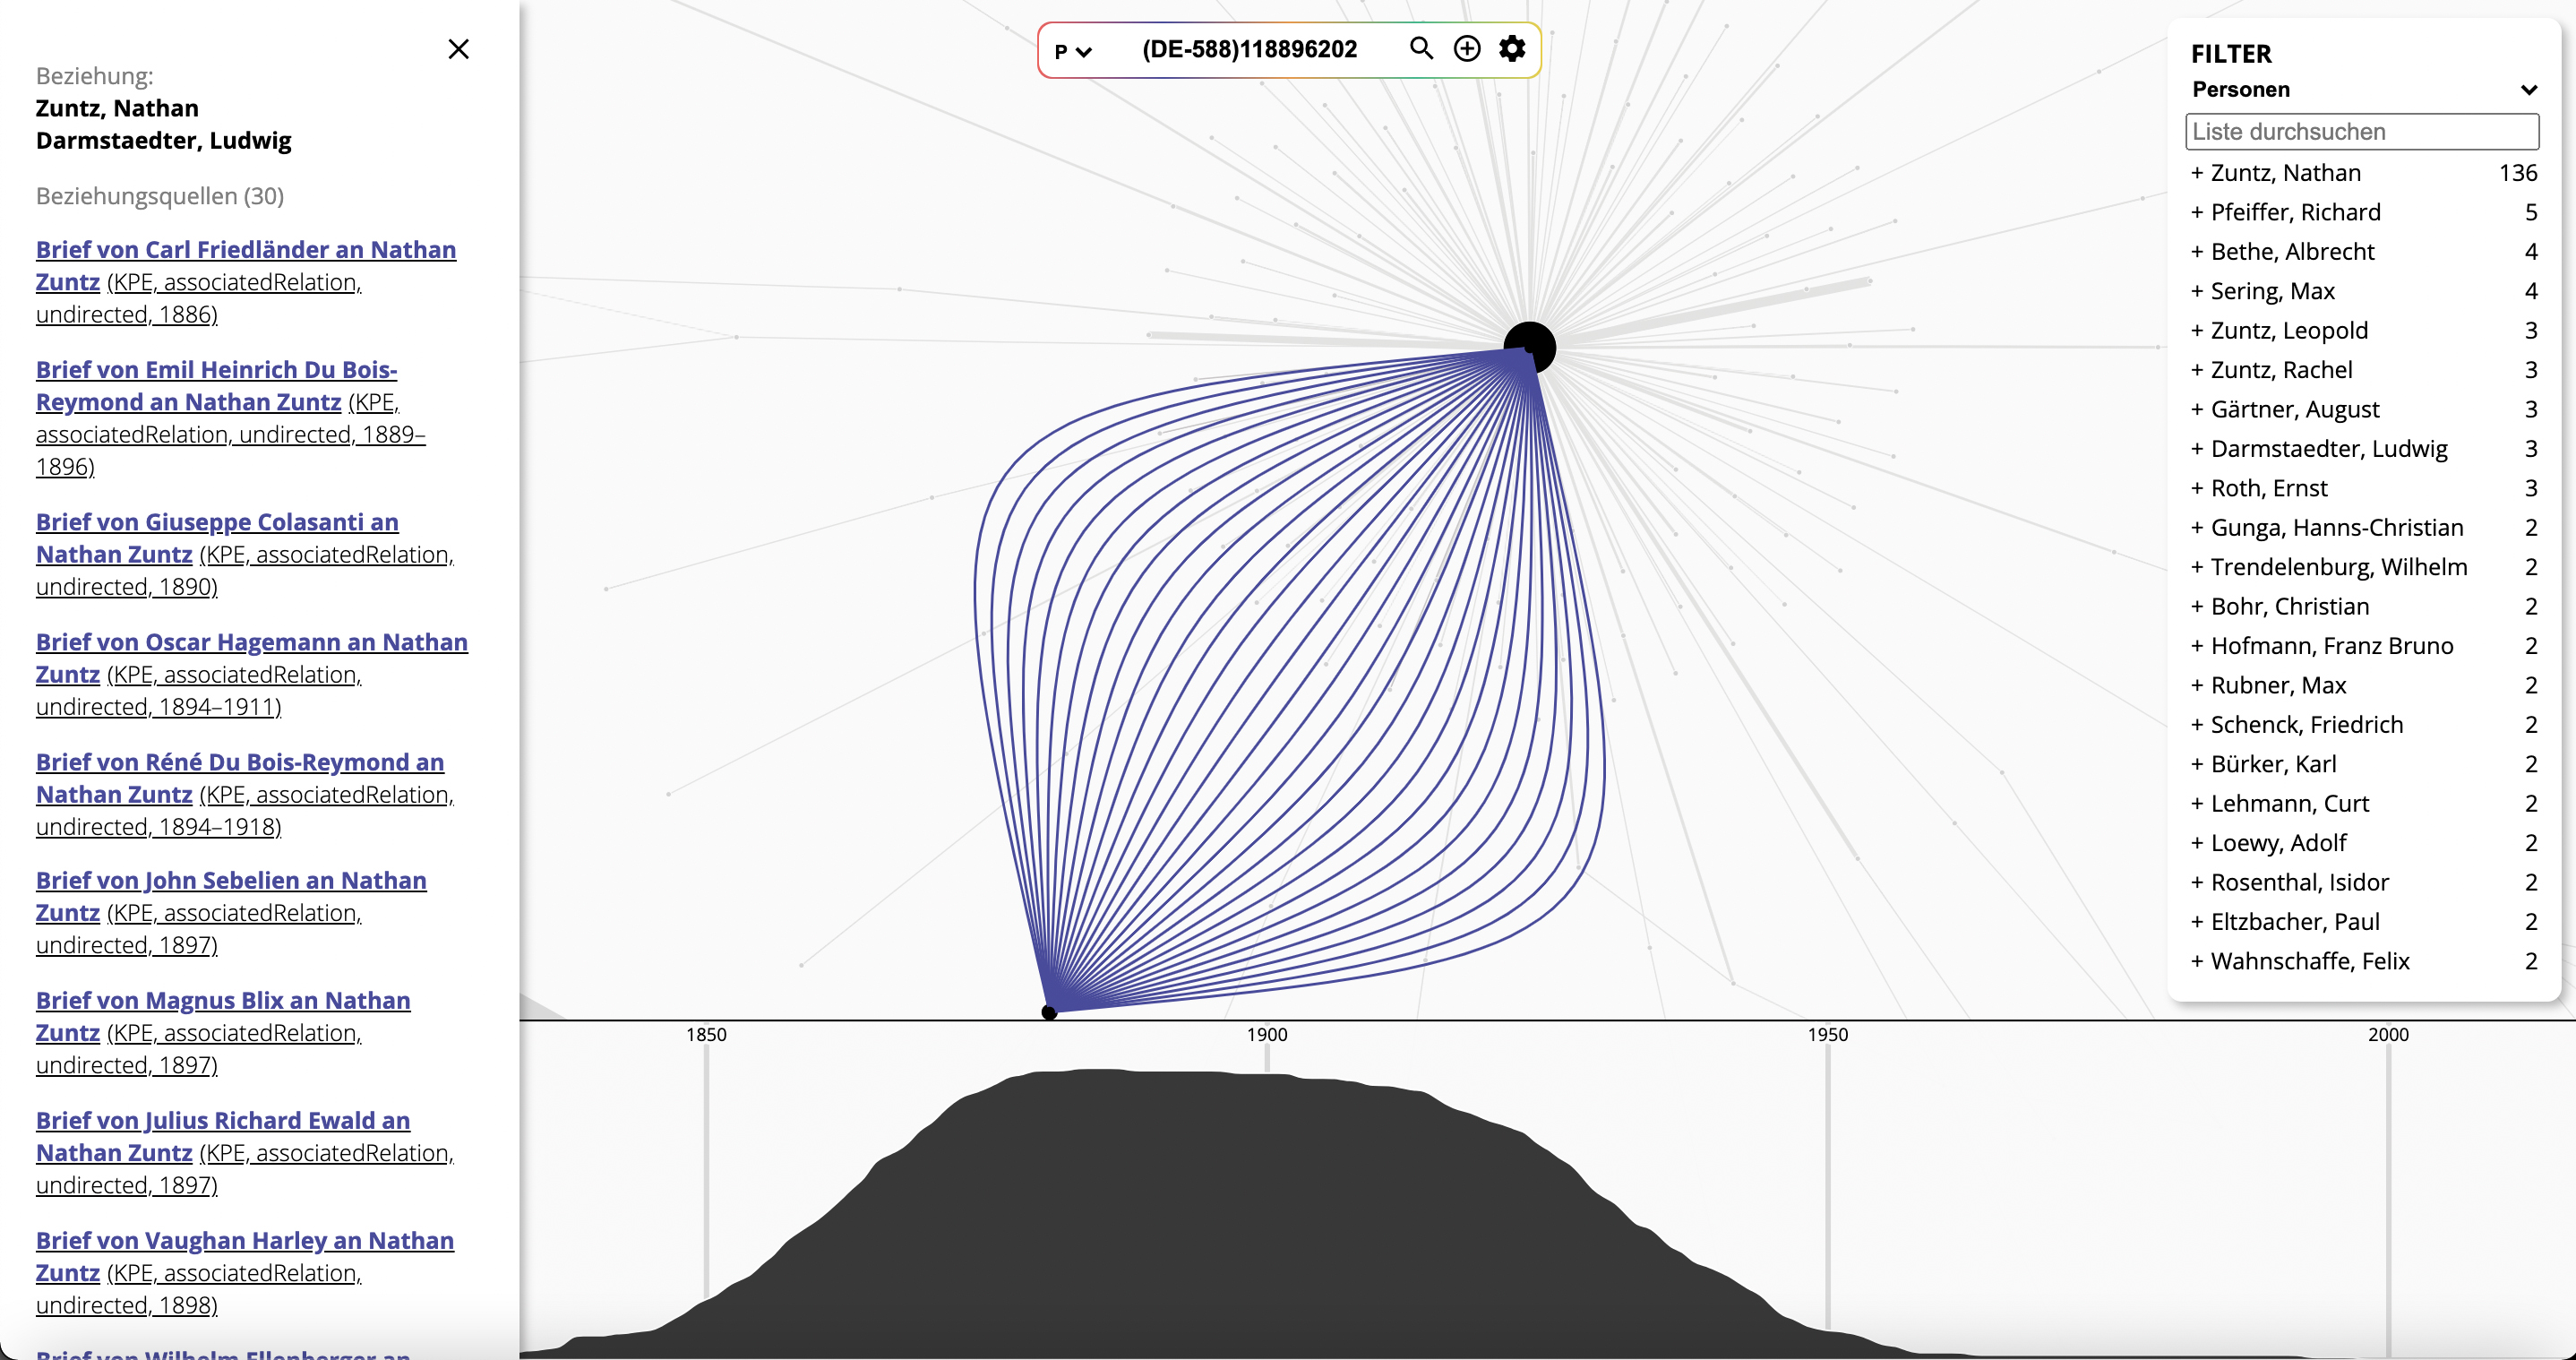 Beziehung:
Zuntz, Nathan
Darmstaedter, Ludwig
Beziehungsquellen (30)
Brief von Carl Friedländer an Nathan
Zuntz (KPE, associatedRelation,
undirected, 1886)
Brief von Emil Heinrich Du Bois-
Reymond an Nathan Zuntz (KPE,
associatedRelation, undirected, 1889–
1896)
Brief von Giuseppe Colasanti an
Nathan Zuntz (KPE, associatedRelation,
undirected, 1890)
Brief von Oscar Hagemann an Nathan
Zuntz (KPE, associatedRelation,
undirected, 1894–1911)
Brief von Réné Du Bois-Reymond an
Nathan Zuntz (KPE, associatedRelation,
undirected, 1894–1918)
Brief von John Sebelien an Nathan
Zuntz (KPE, associatedRelation,
undirected, 1897)
Brief von Magnus Blix an Nathan
Zuntz (KPE, associatedRelation,
undirected, 1897)
Brief von Julius Richard Ewald an
Nathan Zuntz (KPE, associatedRelation,
undirected, 1897)
Brief von Vaughan Harley an Nathan
Zuntz (KPE, associatedRelation,
undirected, 1898)
Brief von Wilhelm Ellenberger an
P (DE-588)118896202
1850 1900 1950 2000
FILTER
Personen
Liste durchsuchen
+ Zuntz, Nathan 136
+ Pfeiffer, Richard 5
+ Bethe, Albrecht 4
+ Sering, Max 4
+ Zuntz, Leopold 3
+ Zuntz, Rachel 3
+ Gärtner, August 3
+ Darmstaedter, Ludwig 3
+ Roth, Ernst 3
+ Gunga, Hanns-Christian 2
+ Trendelenburg, Wilhelm 2
+ Bohr, Christian 2
+ Hofmann, Franz Bruno 2
+ Rubner, Max 2
+ Schenck, Friedrich 2
+ Bürker, Karl 2
+ Lehmann, Curt 2
+ Loewy, Adolf 2
+ Rosenthal, Isidor 2
+ Eltzbacher, Paul 2
+ Wahnschaffe, Felix 2